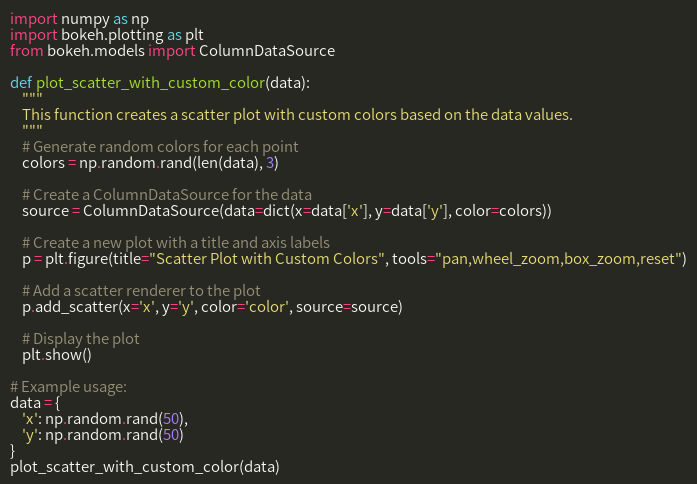 import numpy as np
import bokeh.plotting as plt
from bokeh.models import ColumnDataSource

def plot_scatter_with_custom_color(data):
    """
    This function creates a scatter plot with custom colors based on the data values.
    """
    # Generate random colors for each point
    colors = np.random.rand(len(data), 3)

    # Create a ColumnDataSource for the data
    source = ColumnDataSource(data=dict(x=data['x'], y=data['y'], color=colors))

    # Create a new plot with a title and axis labels
    p = plt.figure(title="Scatter Plot with Custom Colors", tools="pan,wheel_zoom,box_zoom,reset")

    # Add a scatter renderer to the plot
    p.add_scatter(x='x', y='y', color='color', source=source)

    # Display the plot
    plt.show()

# Example usage:
data = {
    'x': np.random.rand(50),
    'y': np.random.rand(50)
}
plot_scatter_with_custom_color(data)